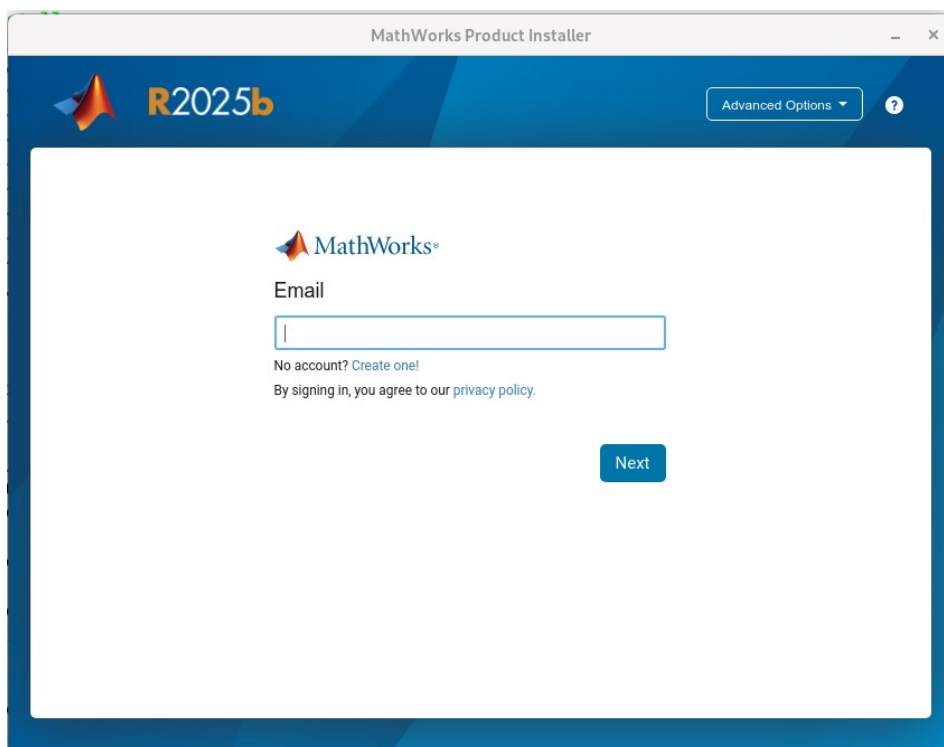 MathWorks Product Installer
R2025b
Advanced Options
?
MathWorks®
Email
No account? Create one!
By signing in, you agree to our privacy policy.
Next